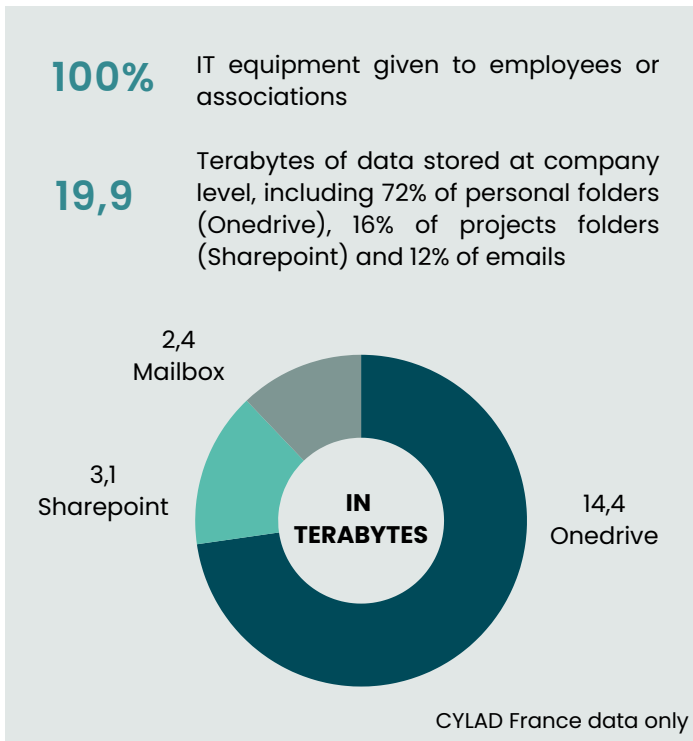 100%
IT equipment given to employees or
associations
19,9
Terabytes of data stored at company
level, including 72% of personal folders
(Onedrive), 16% of projects folders
(Sharepoint) and 12% of emails
2,4
Mailbox
3,1
Sharepoint
IN
TERABYTES
14,4
Onedrive
CYLAD France data only